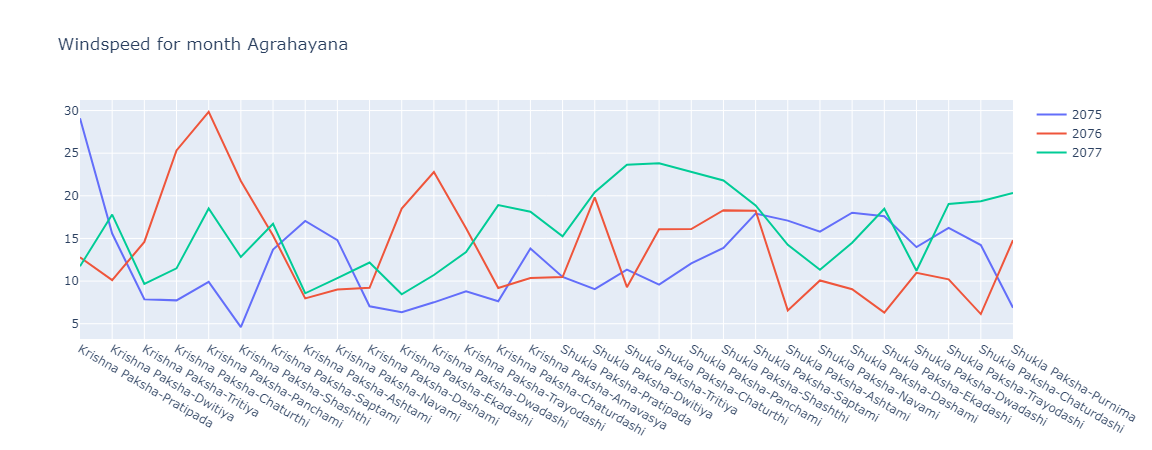 Windspeed for month Agrahayana
30
25
20
15
10
5
2075
2076
2077
Krishna Paksha-Pratipada
Krishna Paksha-Dwitiya
Krishna Paksha-Tritiya
Krishna Paksha-Chaturthi
Krishna Paksha-Panchami
Krishna Paksha-Shashthi
Krishna Paksha-Saptami
Krishna Paksha-Ashtami
Krishna Paksha-Navami
Krishna Paksha-Dashami
Krishna Paksha-Ekadashi
Krishna Paksha-Dwadashi
Krishna Paksha-Trayodashi
Krishna Paksha-Chaturdashi
Krishna Paksha-Amavasya
Shukla Paksha-Pratipada
Shukla Paksha-Dwitiya
Shukla Paksha-Tritiya
Shukla Paksha-Chaturthi
Shukla Paksha-Panchami
Shukla Paksha-Shashthi
Shukla Paksha-Saptami
Shukla Paksha-Ashtami
Shukla Paksha-Navami
Shukla Paksha-Dashami
Shukla Paksha-Ekadashi
Shukla Paksha-Dwadashi
Shukla Paksha-Trayodashi
Shukla Paksha-Chaturdashi
Shukla Paksha-Purnima